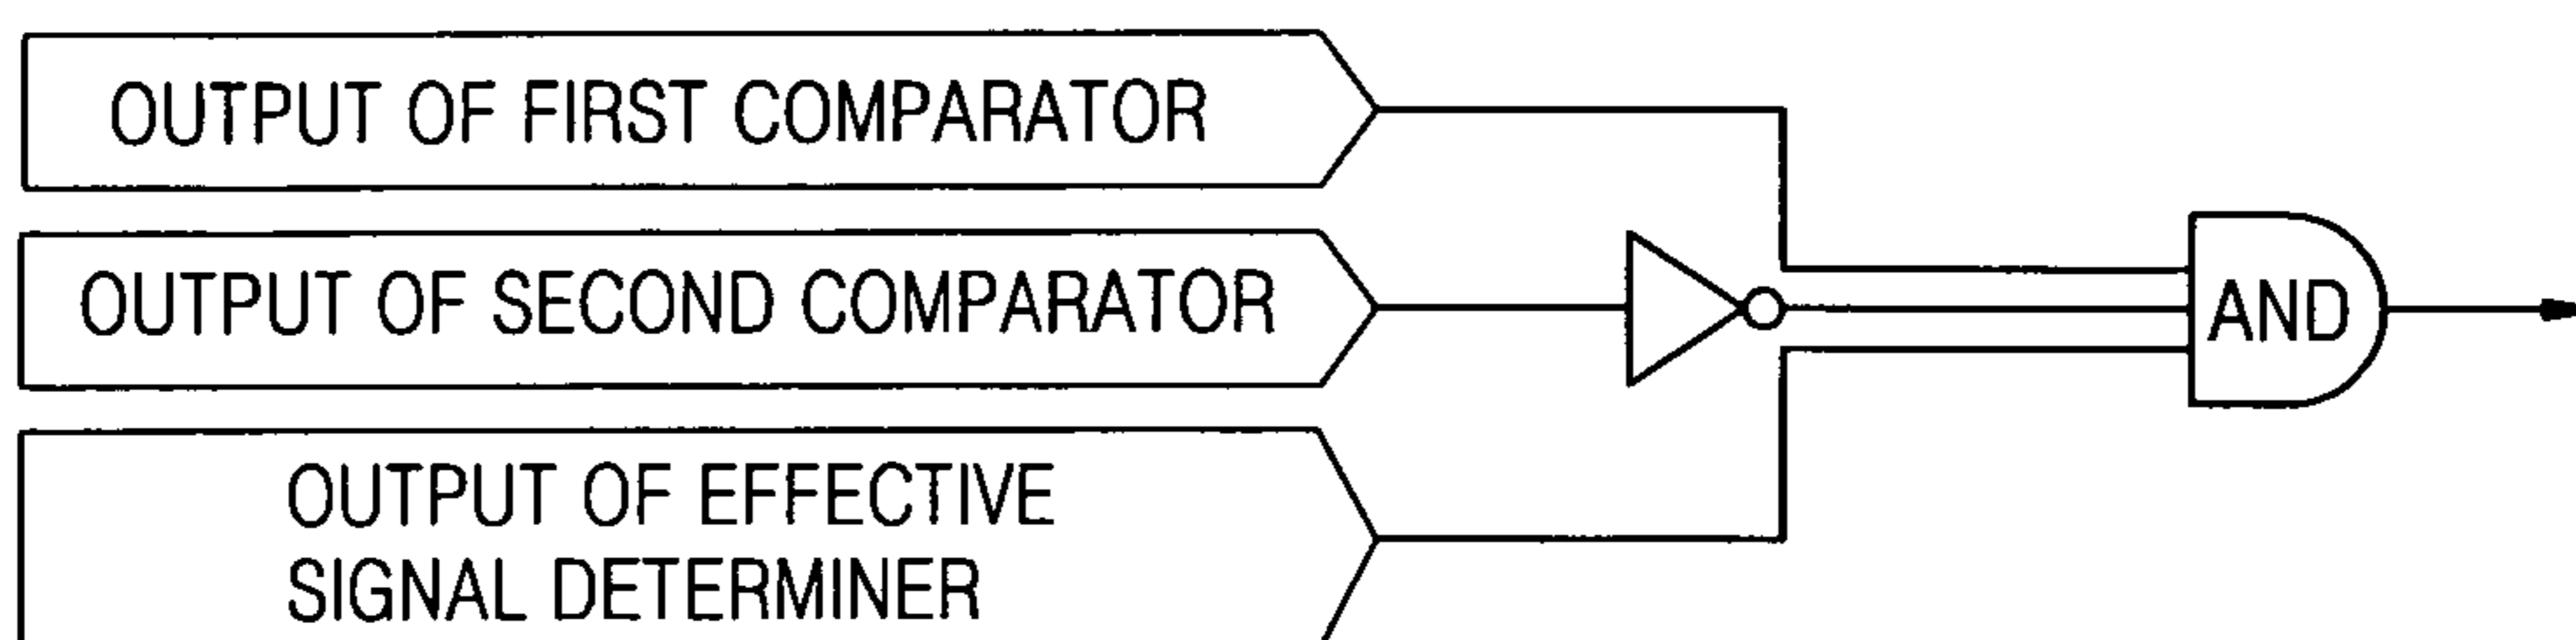 OUTPUT OF FIRST COMPARATOR
OUTPUT OF SECOND COMPARATOR
AND
OUTPUT OF EFFECTIVE
SIGNAL DETERMINER